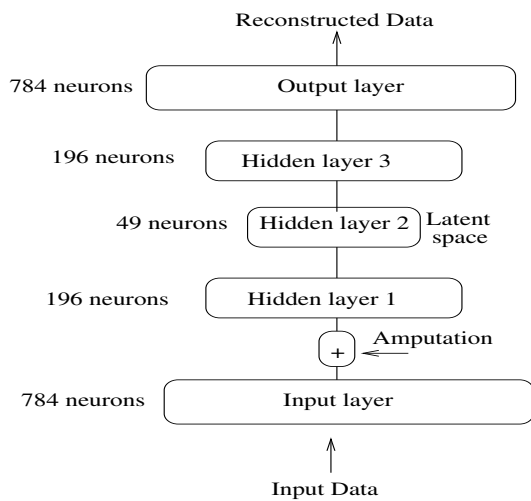 Reconstructed Data
784 neurons
Output layer
196 neurons
Hidden layer 3
49 neurons
Hidden layer 2
Latent
space
196 neurons
Hidden layer 1
+
Amputation
784 neurons
Input layer
Input Data